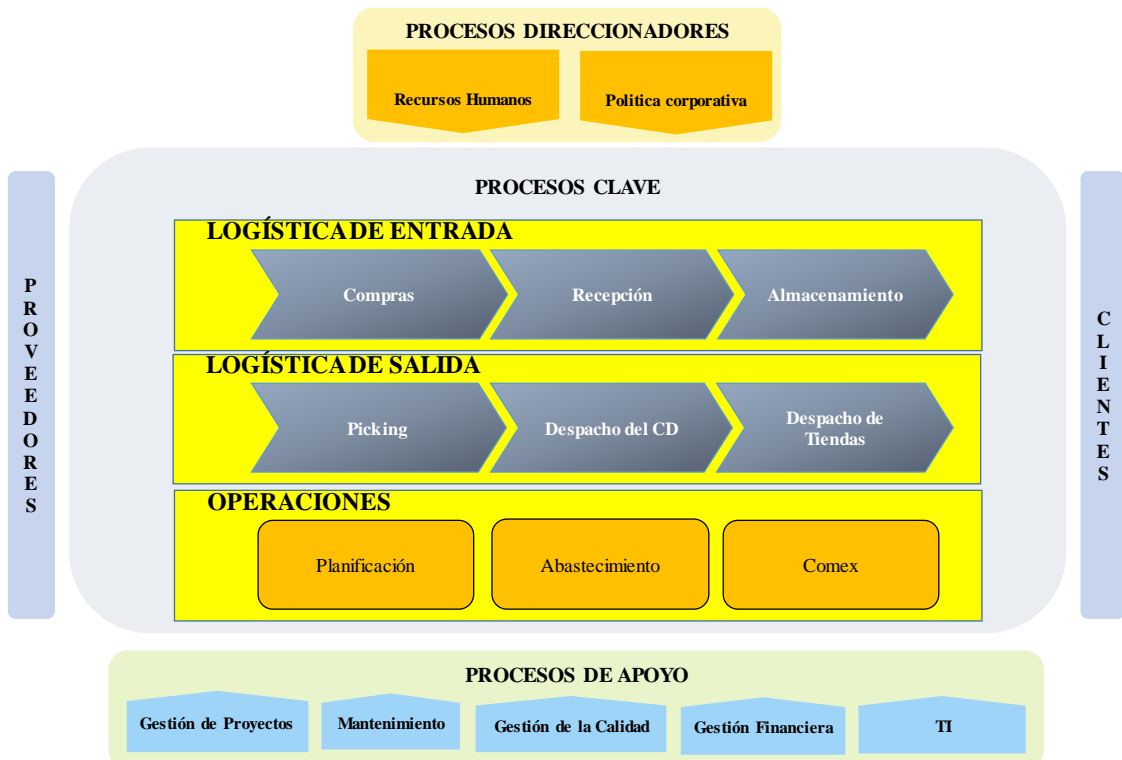 PROCESOS DIRECCIONADORES
Recursos Humanos
Politica corporativa
PROCESOS CLAVE
PROVEEDORES
LOGÍSTICA DE ENTRADA
Compras
Recepción
Almacenamiento
LOGÍSTICA DE SALIDA
Picking
Despacho del CD
Despacho de
Tiendas
OPERACIONES
Planificación
Abastecimiento
Comex
CLIENTES
PROCESOS DE APOYO
Gestión de Proyectos
Mantenimiento
Gestión de la Calidad
Gestión Financiera
TI